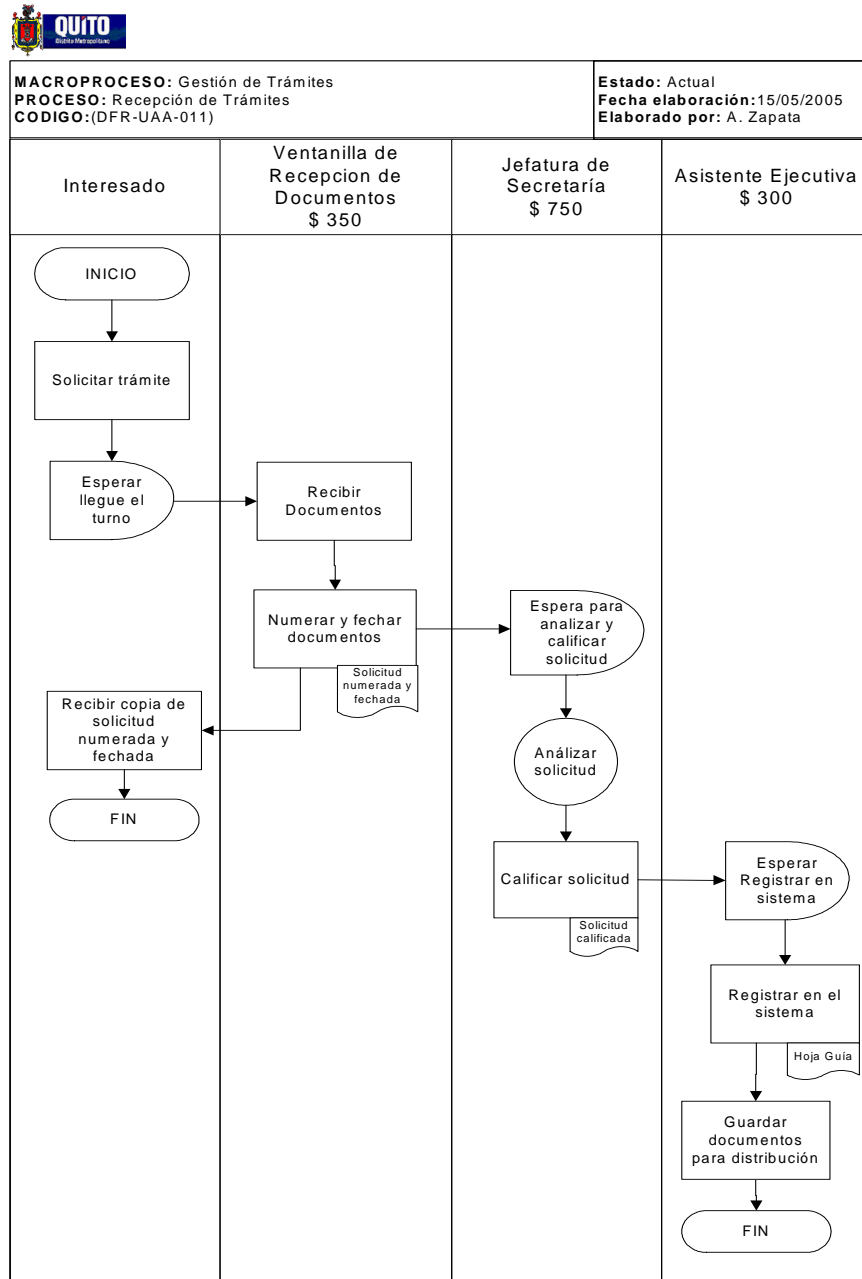 QUITO
Distrito Metropolitano
MACROPROCESO: Gestión de Trámites
PROCESO: Recepción de Trámites
CODIGO:(DFR-UAA-011)
Estado: Actual
Fecha elaboración:15/05/2005
Elaborado por: A. Zapata
Interesado
Ventanilla de
Recepcion de
Documentos
$ 350
Jefatura de
Secretaría
$ 750
Asistente Ejecutiva
$ 300
INICIO
Solicitar trámite
Esperar
llegue el
turno
Recibir
Documentos
Numerar y fechar
documentos
Solicitud
numerada y
fechada
Espera para
analizar y
calificar
solicitud
Recibir copia de
solicitud
numerada y
fechada
FIN
Análizar
solicitud
Calificar solicitud
Solicitud
calificada
Esperar
Registrar en
sistema
Registrar en el
sistema
Hoja Guía
Guardar
documentos
para distribución
FIN